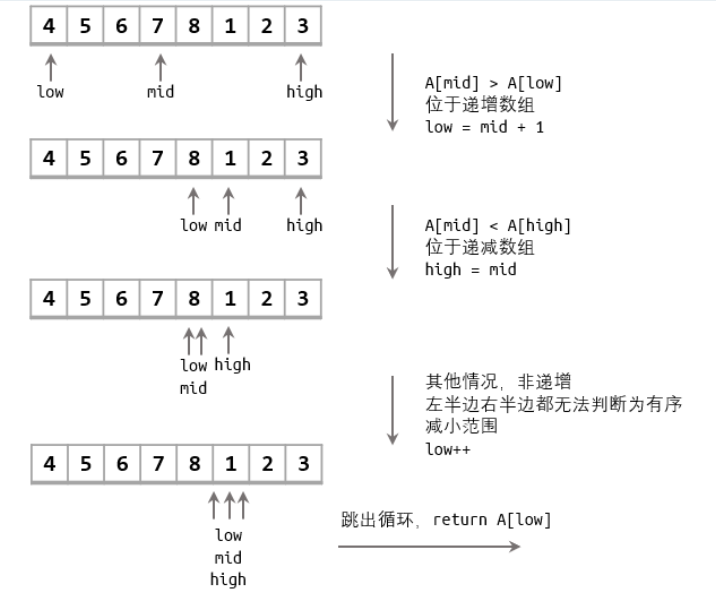 4 5 6 7 8 1 2 3
low mid high
A[mid] > A[low]
位于递增数组
low = mid + 1
4 5 6 7 8 1 2 3
low mid high
A[mid] < A[high]
位于递减数组
high = mid
4 5 6 7 8 1 2 3
low high
mid
其他情况，非递增
左半边右半边都无法判断为有序
减小范围
low++
4 5 6 7 8 1 2 3
low
mid
high
跳出循环，return A[low]